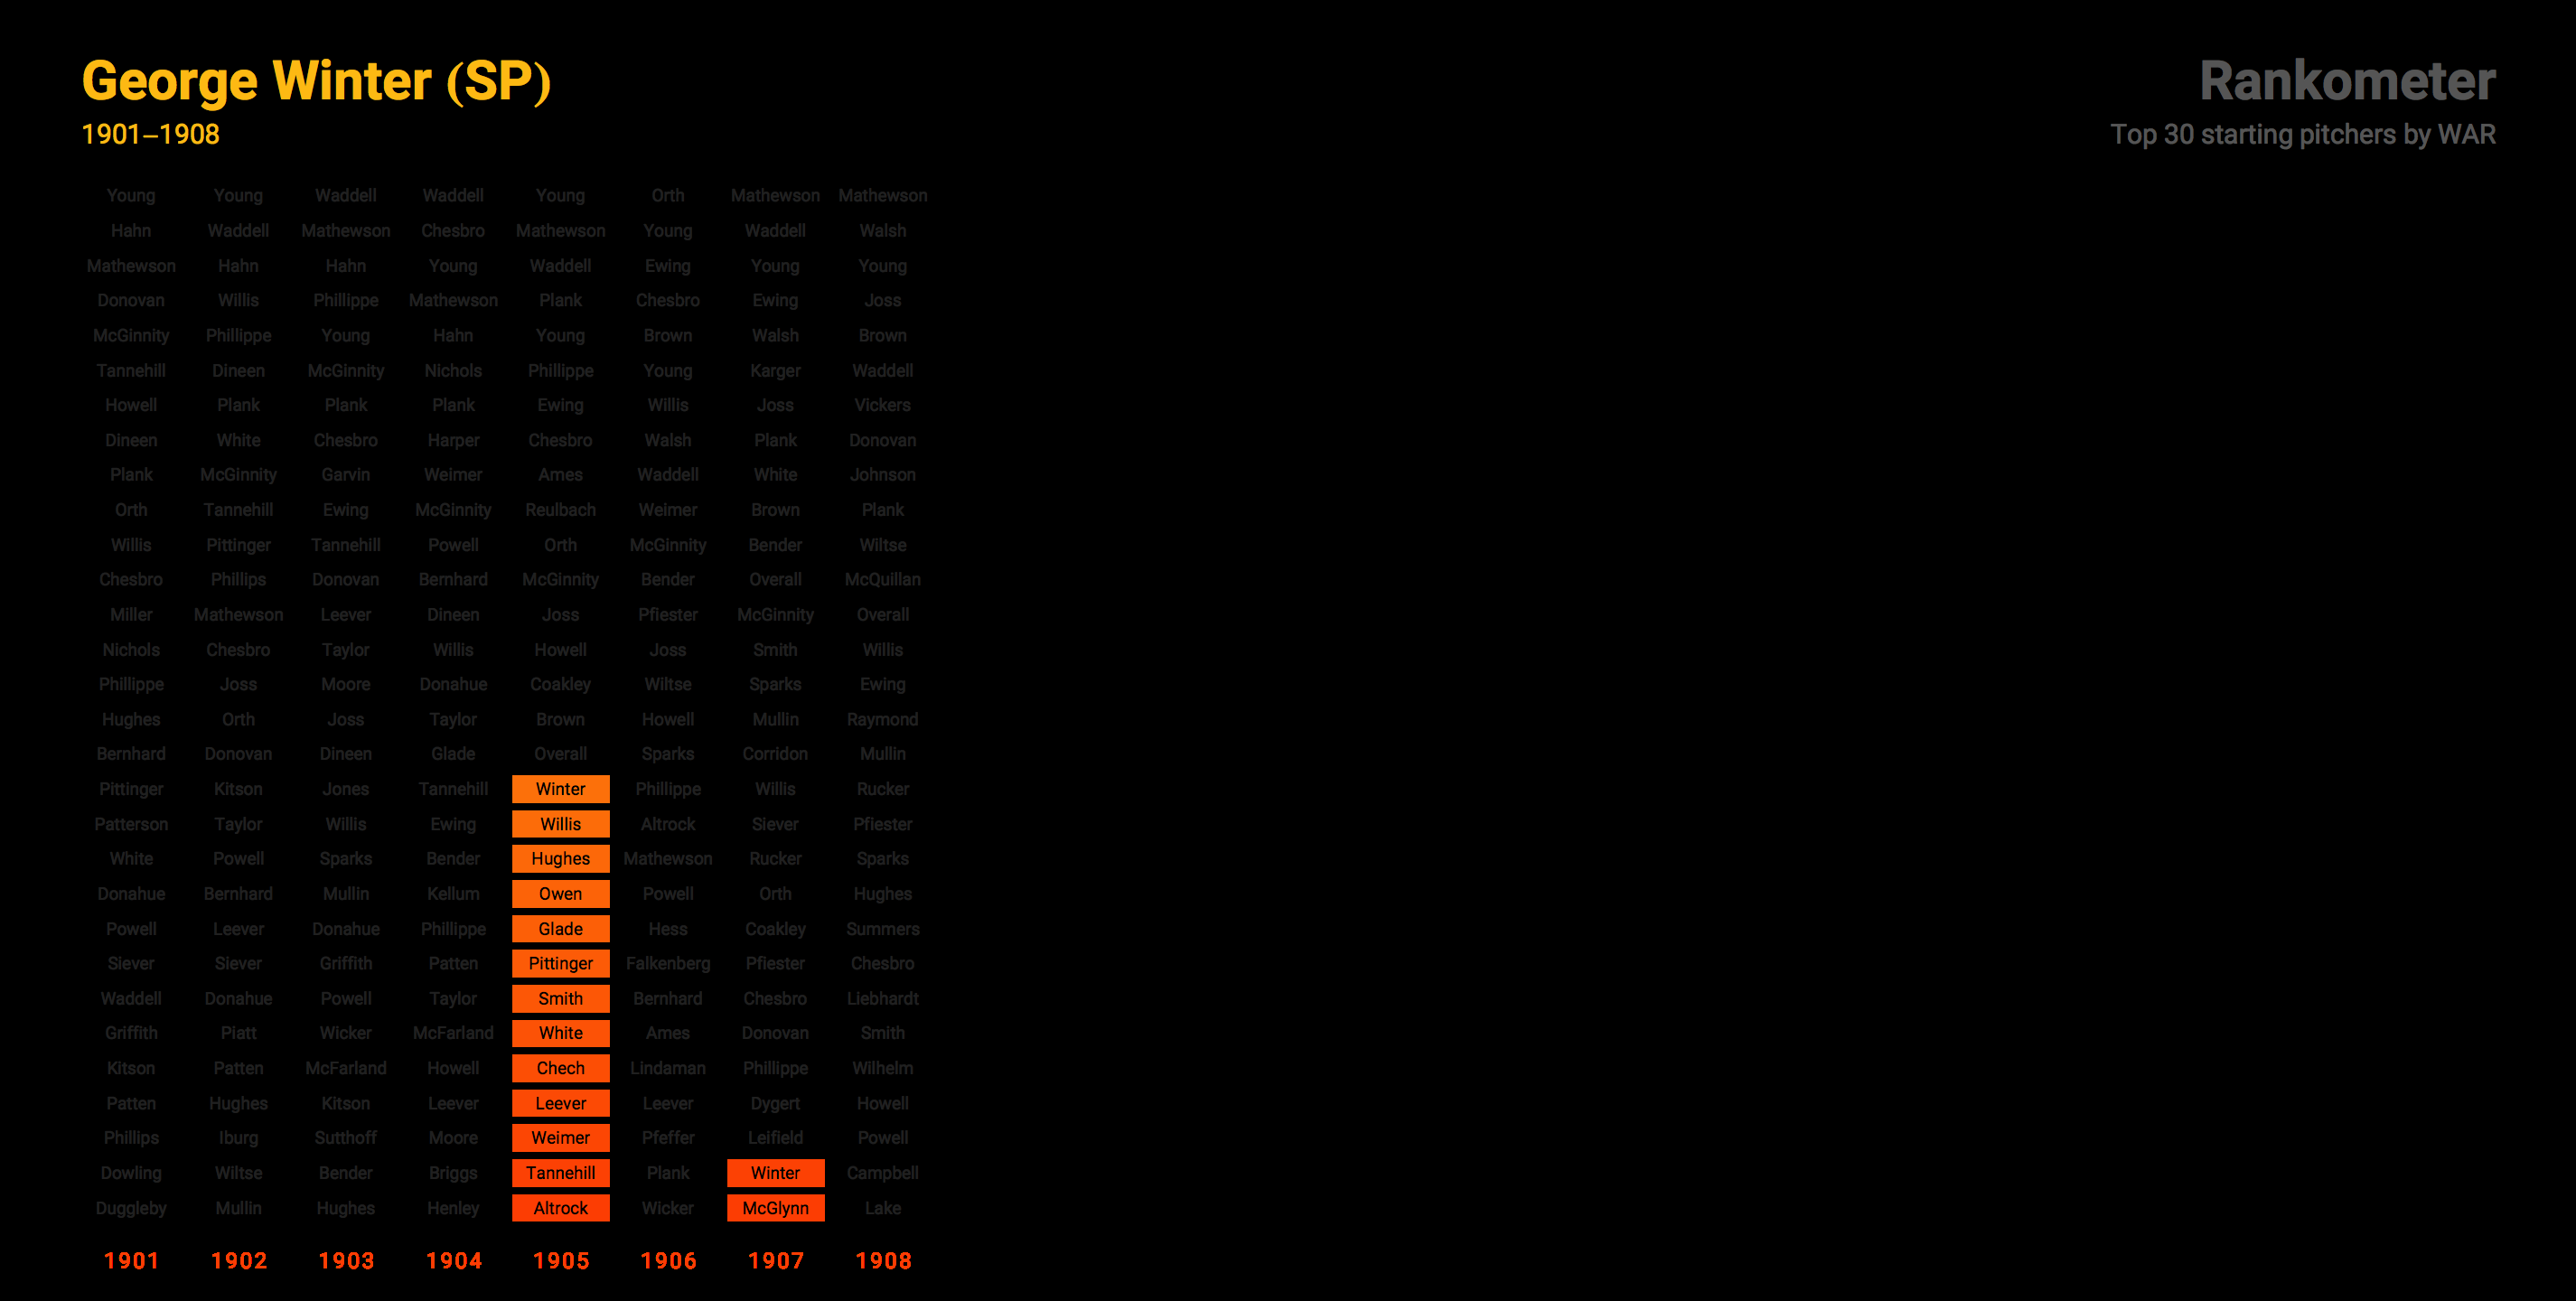 George Winter (SP)
1901–1908
Rankometer
Top 30 starting pitchers by WAR
Young Young Waddell Waddell Young Orth Mathewson Mathewson
Hahn Waddell Mathewson Chesbro Mathewson Young Waddell Walsh
Mathewson Hahn Hahn Young Waddell Ewing Young Young
Donovan Willis Phillippe Mathewson Plank Chesbro Ewing Joss
McGinnity Phillippe Young Hahn Young Brown Walsh Brown
Tannehill Dineen McGinnity Nichols Phillippe Young Karger Waddell
Howell Plank Plank Plank Ewing Willis Joss Vickers
Dineen White Chesbro Harper Chesbro Walsh Plank Donovan
Plank McGinnity Garvin Weimer Ames Waddell White Johnson
Orth Tannehill Ewing McGinnity Reulbach Weimer Brown Plank
Willis Pittinger Tannehill Powell Orth McGinnity Bender Wiltse
Chesbro Phillips Donovan Bernhard McGinnity Bender Overall McQuillan
Miller Mathewson Leever Dineen Joss Pfiester McGinnity Overall
Nichols Chesbro Taylor Willis Howell Joss Smith Willis
Phillippe Joss Moore Donahue Coakley Wiltse Sparks Ewing
Hughes Orth Joss Taylor Brown Howell Mullin Raymond
Bernhard Donovan Dineen Glade Overall Sparks Corridon Mullin
Pittinger Kitson Jones Tannehill Winter Phillippe Willis Rucker
Patterson Taylor Willis Ewing Willis Altrock Siever Pfiester
White Powell Sparks Bender Hughes Mathewson Rucker Sparks
Donahue Bernhard Mullin Kellum Owen Powell Orth Hughes
Powell Leever Donahue Phillippe Glade Hess Coakley Summers
Siever Siever Griffith Patten Pittinger Falkenberg Pfiester Chesbro
Waddell Donahue Powell Taylor Smith Bernhard Chesbro Liebhardt
Griffith Piatt Wicker McFarland White Ames Donovan Smith
Kitson Patten McFarland Howell Chech Lindaman Phillippe Wilhelm
Patten Hughes Kitson Leever Leever Leever Dygert Howell
Phillips Iburg Sutthoff Moore Weimer Pfeffer Leifield Powell
Dowling Wiltse Bender Briggs Tannehill Plank Winter Campbell
Duggleby Mullin Hughes Henley Altrock Wicker McGlynn Lake
1901 1902 1903 1904 1905 1906 1907 1908